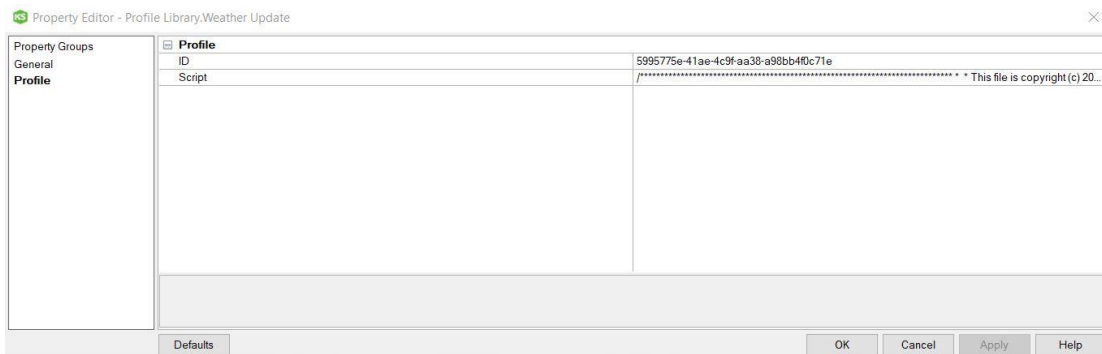 KS Property Editor - Profile Library.Weather Update
Property Groups
General
Profile
Profile
ID 5995775e-41ae-4c9f-aa38-a98bb4f0c71e
Script /****************************************************************************** * * This file is copyright (c) 20...
Defaults OK Cancel Apply Help